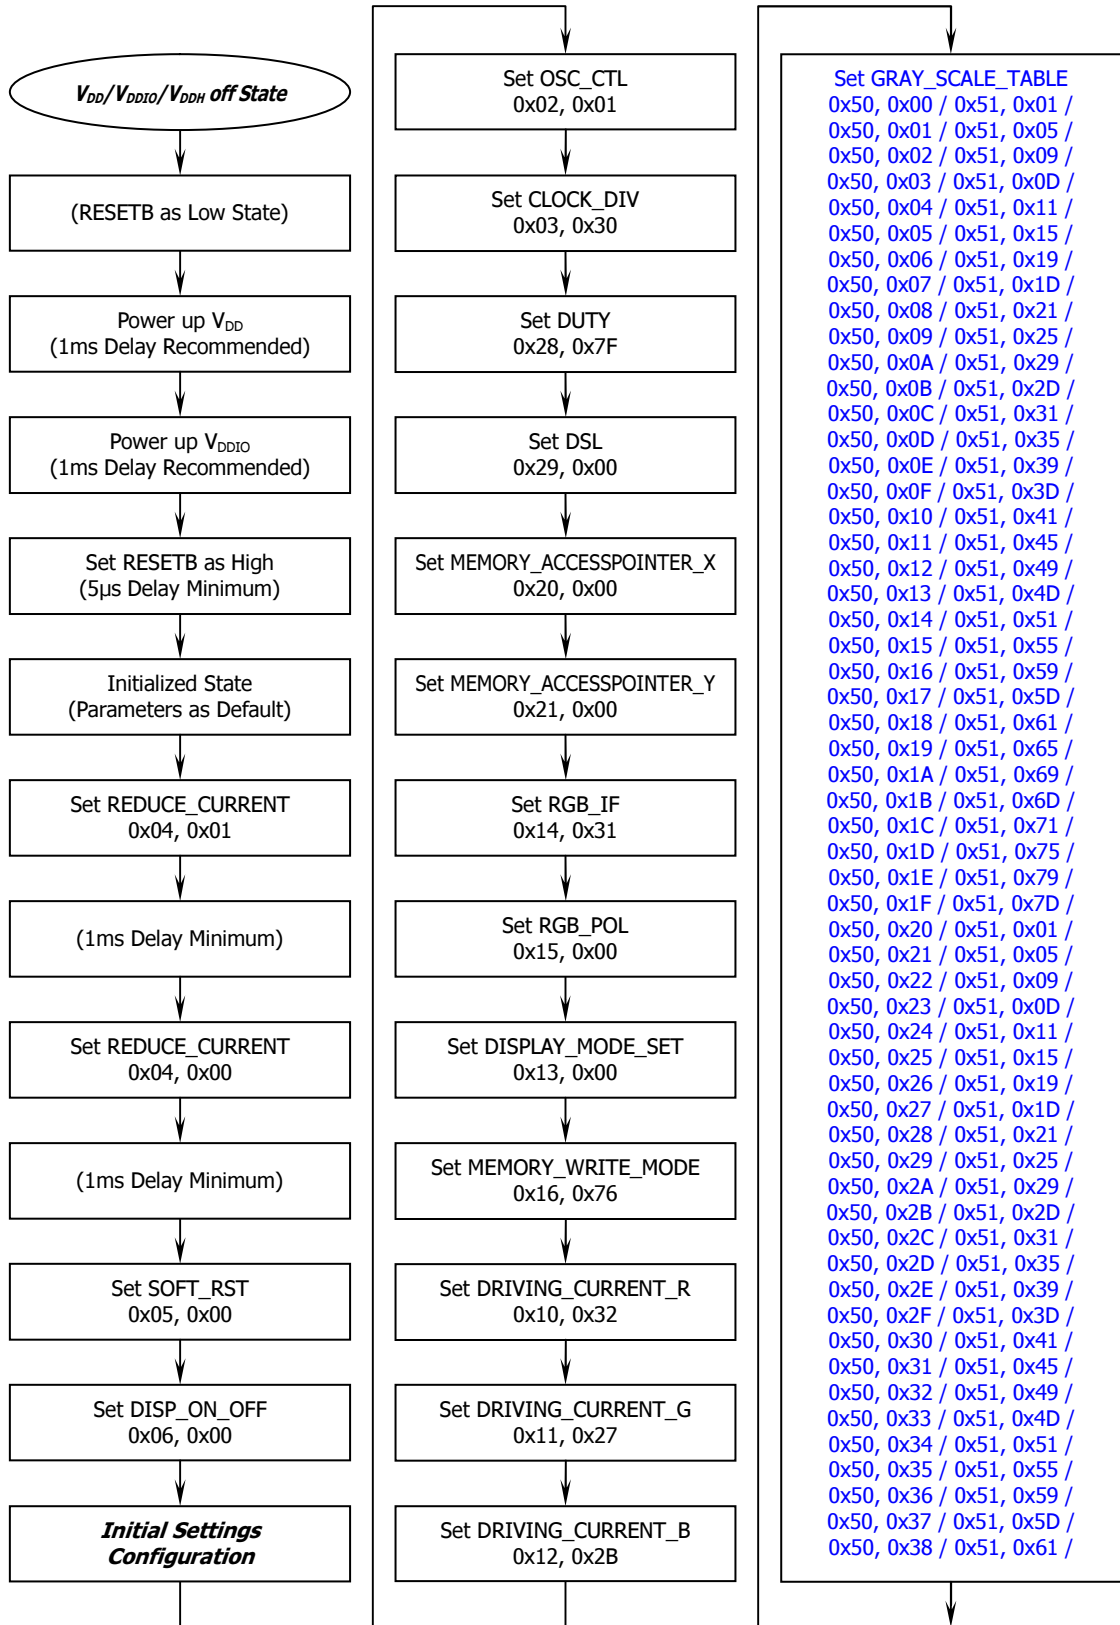 VDD/VDDIO/VDDH off State
(RESETB as Low State)
Power up VDD
(1ms Delay Recommended)
Power up VDDIO
(1ms Delay Recommended)
Set RESETB as High
(5µs Delay Minimum)
Initialized State
(Parameters as Default)
Set REDUCE_CURRENT
0x04, 0x01
(1ms Delay Minimum)
Set REDUCE_CURRENT
0x04, 0x00
(1ms Delay Minimum)
Set SOFT_RST
0x05, 0x00
Set DISP_ON_OFF
0x06, 0x00
Initial Settings
Configuration
Set OSC_CTL
0x02, 0x01
Set CLOCK_DIV
0x03, 0x30
Set DUTY
0x28, 0x7F
Set DSL
0x29, 0x00
Set MEMORY_ACCESSPOINTER_X
0x20, 0x00
Set MEMORY_ACCESSPOINTER_Y
0x21, 0x00
Set RGB_IF
0x14, 0x31
Set RGB_POL
0x15, 0x00
Set DISPLAY_MODE_SET
0x13, 0x00
Set MEMORY_WRITE_MODE
0x16, 0x76
Set DRIVING_CURRENT_R
0x10, 0x32
Set DRIVING_CURRENT_G
0x11, 0x27
Set DRIVING_CURRENT_B
0x12, 0x2B
Set GRAY_SCALE_TABLE
0x50, 0x00 / 0x51, 0x01 /
0x50, 0x01 / 0x51, 0x05 /
0x50, 0x02 / 0x51, 0x09 /
0x50, 0x03 / 0x51, 0x0D /
0x50, 0x04 / 0x51, 0x11 /
0x50, 0x05 / 0x51, 0x15 /
0x50, 0x06 / 0x51, 0x19 /
0x50, 0x07 / 0x51, 0x1D /
0x50, 0x08 / 0x51, 0x21 /
0x50, 0x09 / 0x51, 0x25 /
0x50, 0x0A / 0x51, 0x29 /
0x50, 0x0B / 0x51, 0x2D /
0x50, 0x0C / 0x51, 0x31 /
0x50, 0x0D / 0x51, 0x35 /
0x50, 0x0E / 0x51, 0x39 /
0x50, 0x0F / 0x51, 0x3D /
0x50, 0x10 / 0x51, 0x41 /
0x50, 0x11 / 0x51, 0x45 /
0x50, 0x12 / 0x51, 0x49 /
0x50, 0x13 / 0x51, 0x4D /
0x50, 0x14 / 0x51, 0x51 /
0x50, 0x15 / 0x51, 0x55 /
0x50, 0x16 / 0x51, 0x59 /
0x50, 0x17 / 0x51, 0x5D /
0x50, 0x18 / 0x51, 0x61 /
0x50, 0x19 / 0x51, 0x65 /
0x50, 0x1A / 0x51, 0x69 /
0x50, 0x1B / 0x51, 0x6D /
0x50, 0x1C / 0x51, 0x71 /
0x50, 0x1D / 0x51, 0x75 /
0x50, 0x1E / 0x51, 0x79 /
0x50, 0x1F / 0x51, 0x7D /
0x50, 0x20 / 0x51, 0x01 /
0x50, 0x21 / 0x51, 0x05 /
0x50, 0x22 / 0x51, 0x09 /
0x50, 0x23 / 0x51, 0x0D /
0x50, 0x24 / 0x51, 0x11 /
0x50, 0x25 / 0x51, 0x15 /
0x50, 0x26 / 0x51, 0x19 /
0x50, 0x27 / 0x51, 0x1D /
0x50, 0x28 / 0x51, 0x21 /
0x50, 0x29 / 0x51, 0x25 /
0x50, 0x2A / 0x51, 0x29 /
0x50, 0x2B / 0x51, 0x2D /
0x50, 0x2C / 0x51, 0x31 /
0x50, 0x2D / 0x51, 0x35 /
0x50, 0x2E / 0x51, 0x39 /
0x50, 0x2F / 0x51, 0x3D /
0x50, 0x30 / 0x51, 0x41 /
0x50, 0x31 / 0x51, 0x45 /
0x50, 0x32 / 0x51, 0x49 /
0x50, 0x33 / 0x51, 0x4D /
0x50, 0x34 / 0x51, 0x51 /
0x50, 0x35 / 0x51, 0x55 /
0x50, 0x36 / 0x51, 0x59 /
0x50, 0x37 / 0x51, 0x5D /
0x50, 0x38 / 0x51, 0x61 /